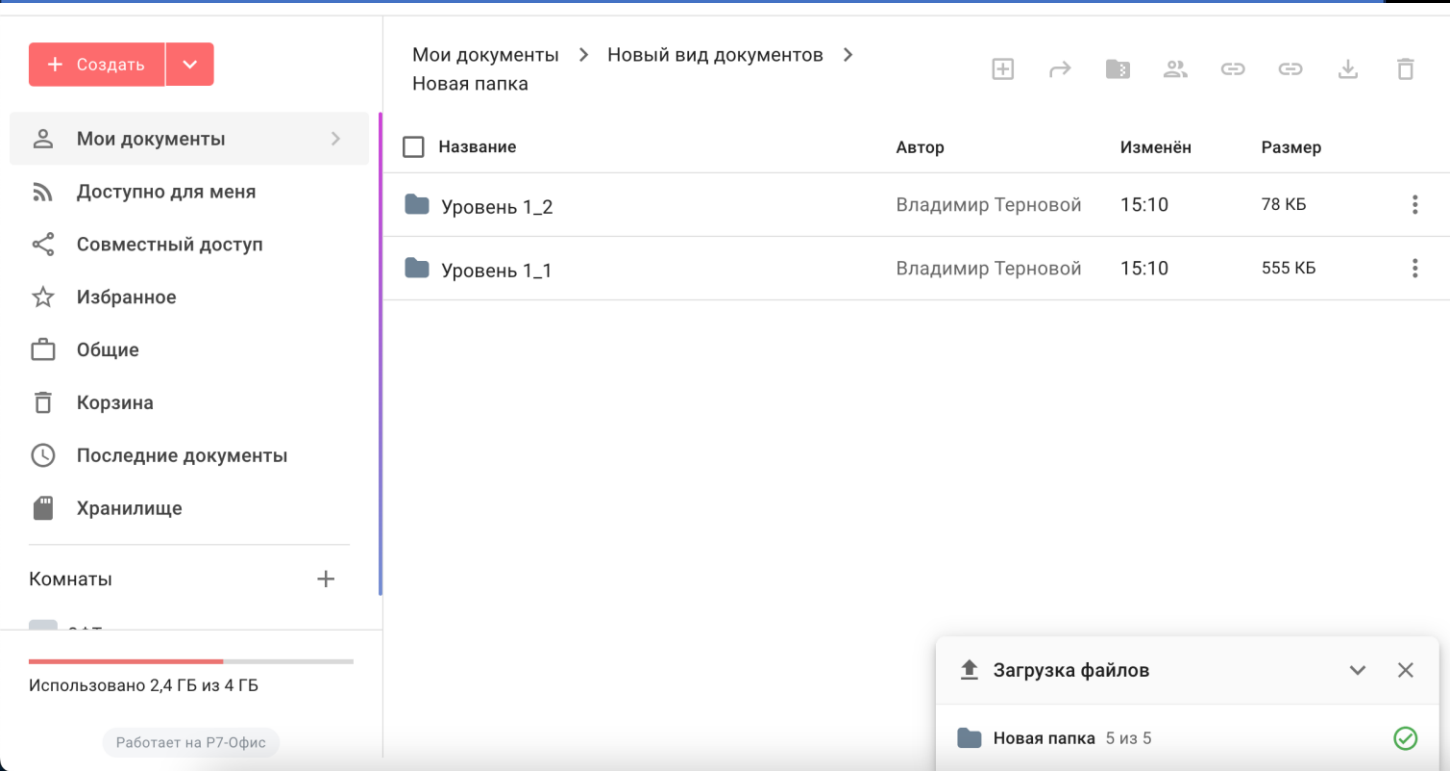 Создать
Мои документы
Доступно для меня
Совместный доступ
Избранное
Общие
Корзина
Последние документы
Хранилище
Комнаты
Использовано 2,4 ГБ из 4 ГБ
Работает на Р7-Офис
Мои документы > Новый вид документов >
Новая папка
Название Автор Изменён Размер
Уровень 1_2 Владимир Терновой 15:10 78 КБ
Уровень 1_1 Владимир Терновой 15:10 555 КБ
Загрузка файлов
Новая папка 5 из 5